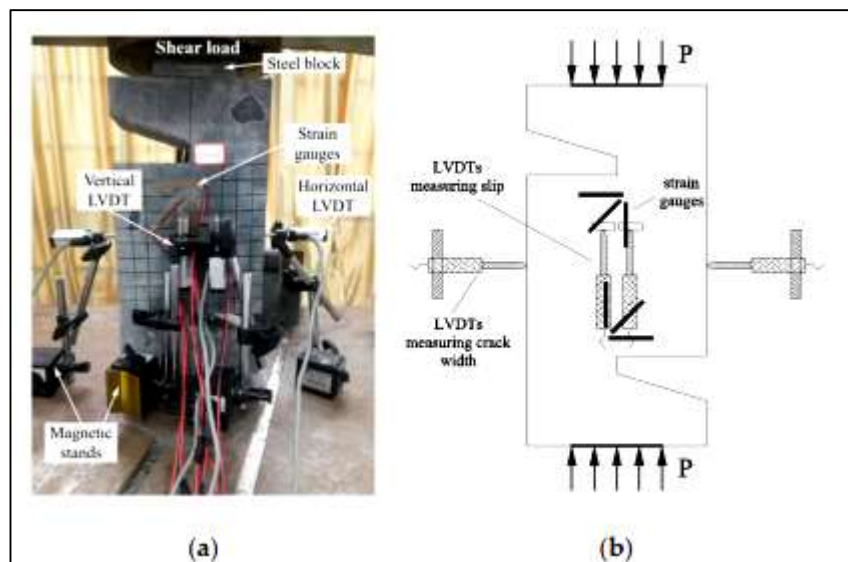 Shear load
Steel block
Strain
gauges
Vertical
LVDT
Horizontal
LVDT
Magnetic
stands
(a)
P
LVDTs
measuring slip
strain
gauges
LVDTs
measuring crack
width
P
(b)